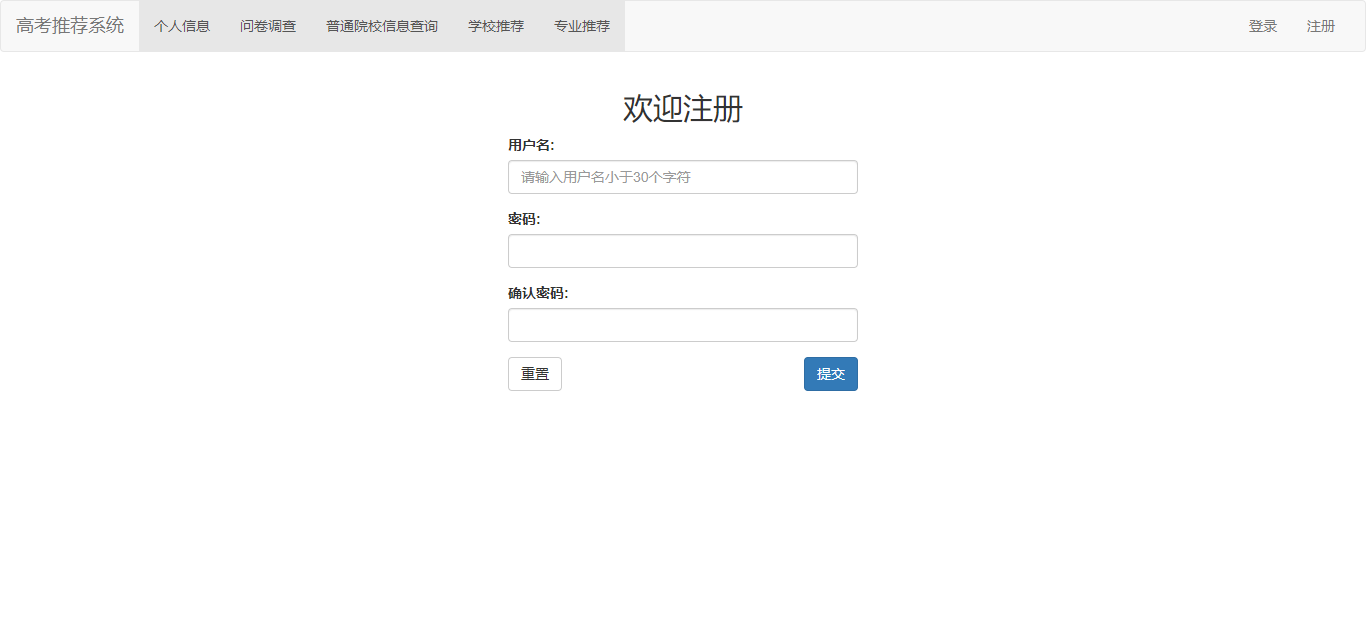 高考推荐系统 个人信息 问卷调查 普通院校信息查询 学校推荐 专业推荐 登录 注册
欢迎注册
用户名:
请输入用户名小于30个字符
密码:
确认密码:
重置 提交